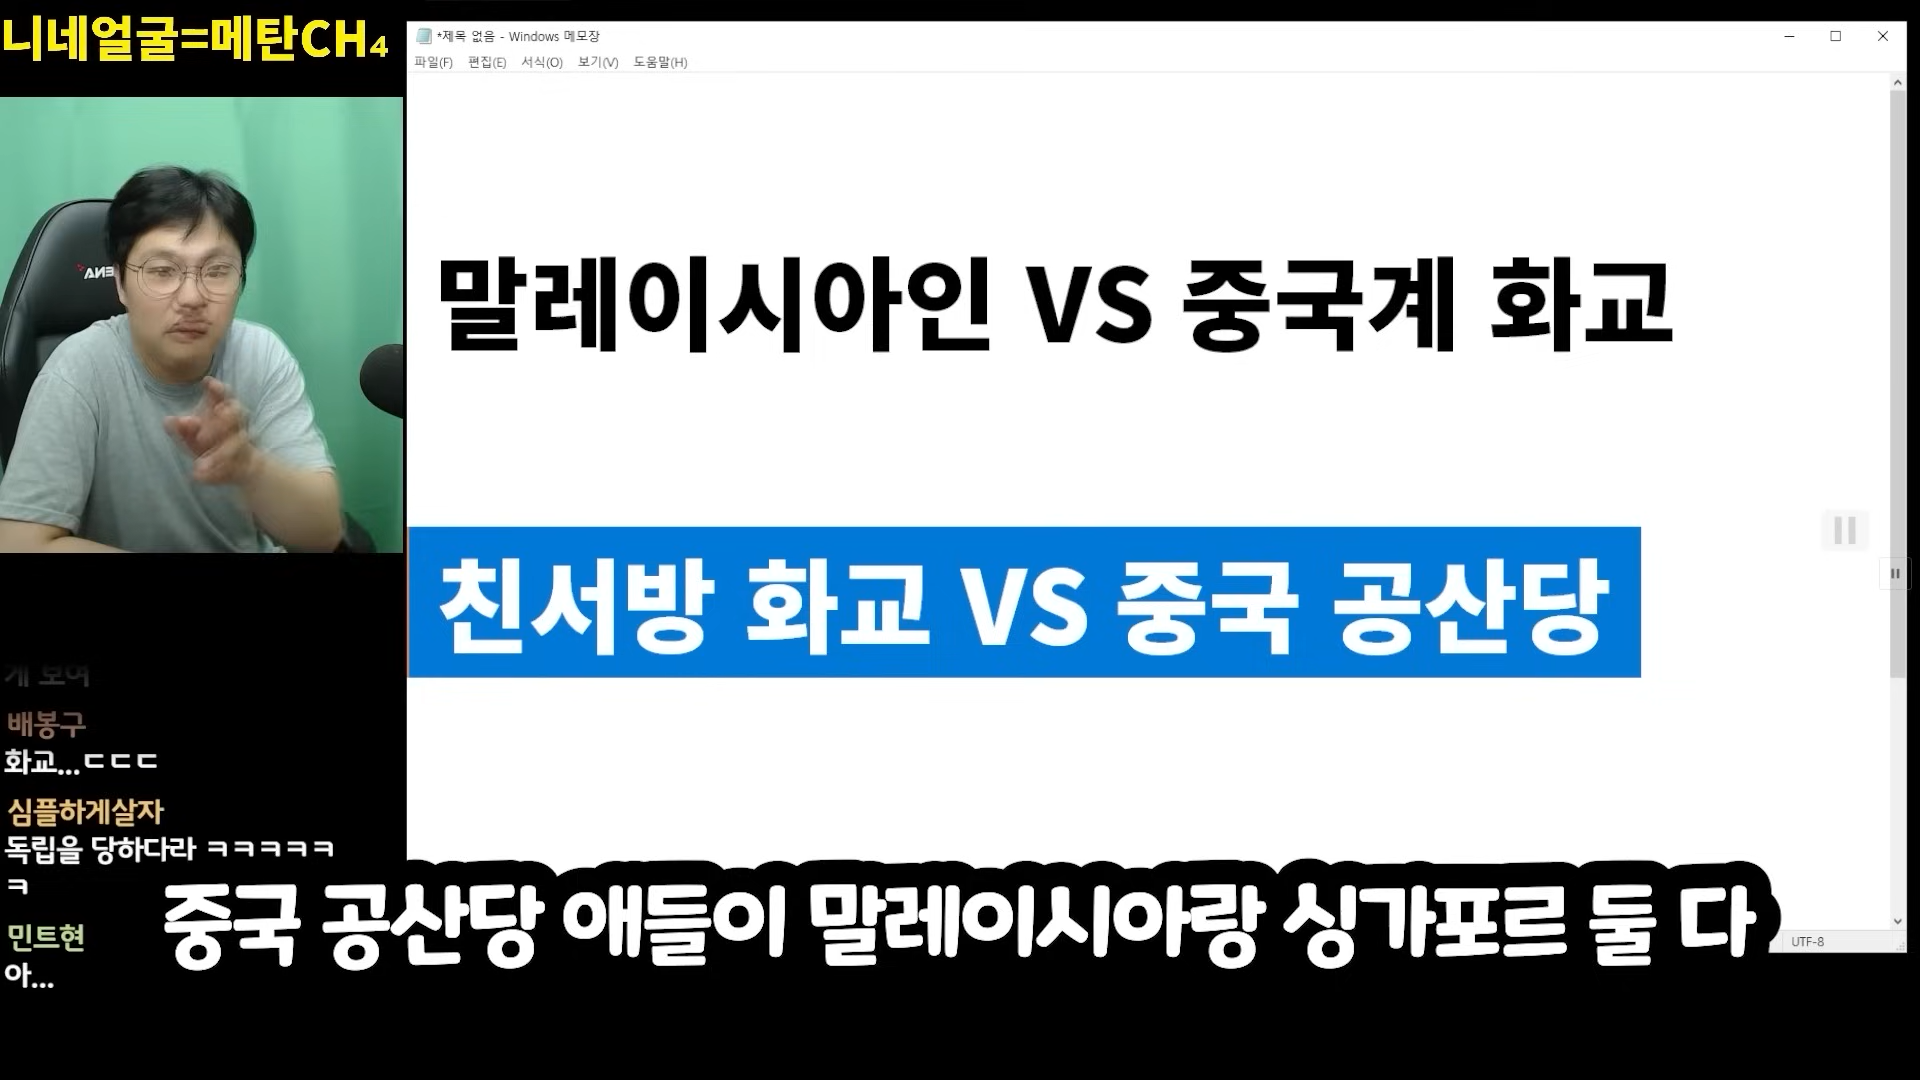 니네얼굴=메탄CH₄
*제목 없음 - Windows 메모장
파일(F) 편집(E) 서식(O) 보기(V) 도움말(H)
말레이시아인 VS 중국계 화교
친서방 화교 VS 중국 공산당
게 보여
배봉구
화교...ㄷㄷㄷ
심플하게살자
독립을 당하다라 ㅋㅋㅋㅋㅋ
ㅋ
민트현
아...
중국 공산당 애들이 말레이시아랑 싱가포르 둘 다
UTF-8